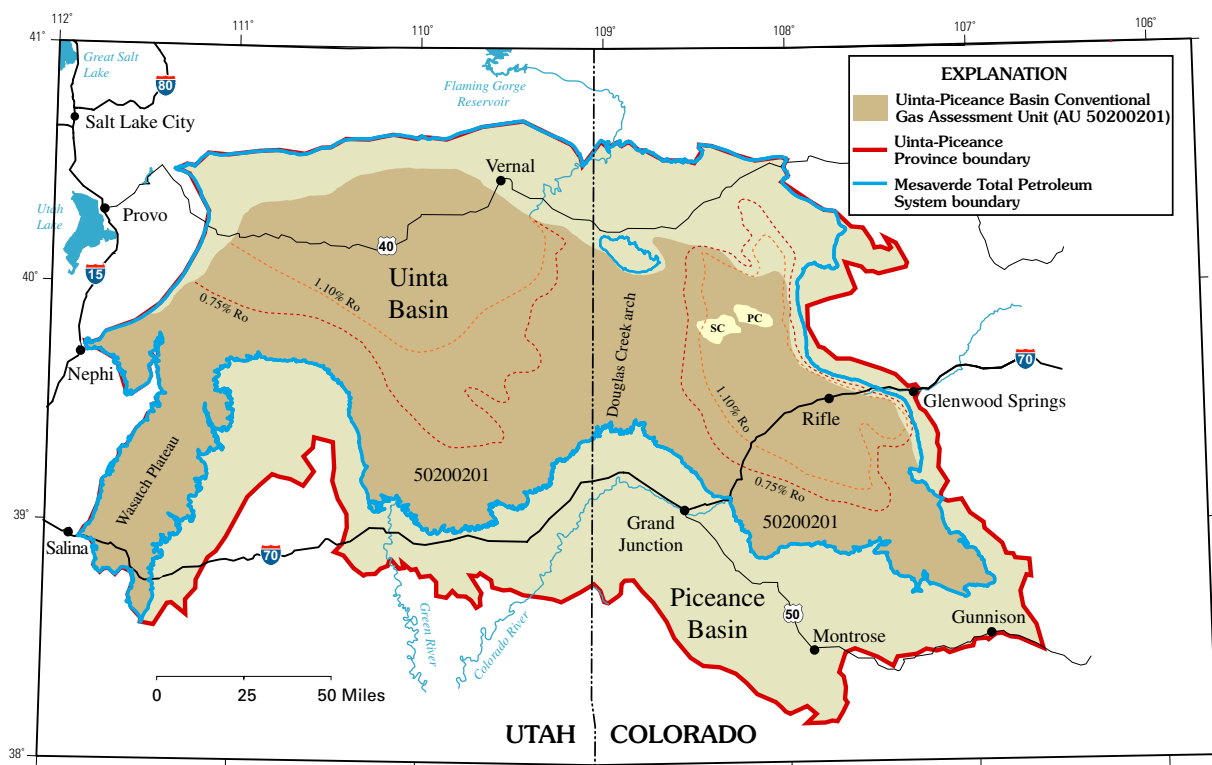 112°
111°
110°
109°
108°
107°
106°
41°
40°
39°
38°
Great Salt
Lake
80
Salt Lake City
Flaming Gorge
Reservoir
EXPLANATION
Uinta-Piceance Basin Conventional
Gas Assessment Unit (AU 50200201)
Uinta-Piceance
Province boundary
Mesaverde Total Petroleum
System boundary
Vernal
Utah
Lake
Provo
40
15
Uinta
Basin
1.10% Ro
0.75% Ro
Douglas Creek arch
SC
PC
Nephi
70
1.10% Ro
Rifle
Glenwood Springs
Wasatch Plateau
50200201
0.75% Ro
50200201
Salina
70
Grand
Junction
Green River
Colorado River
Piceance
Basin
50
Gunnison
Montrose
0
25
50 Miles
UTAH
COLORADO